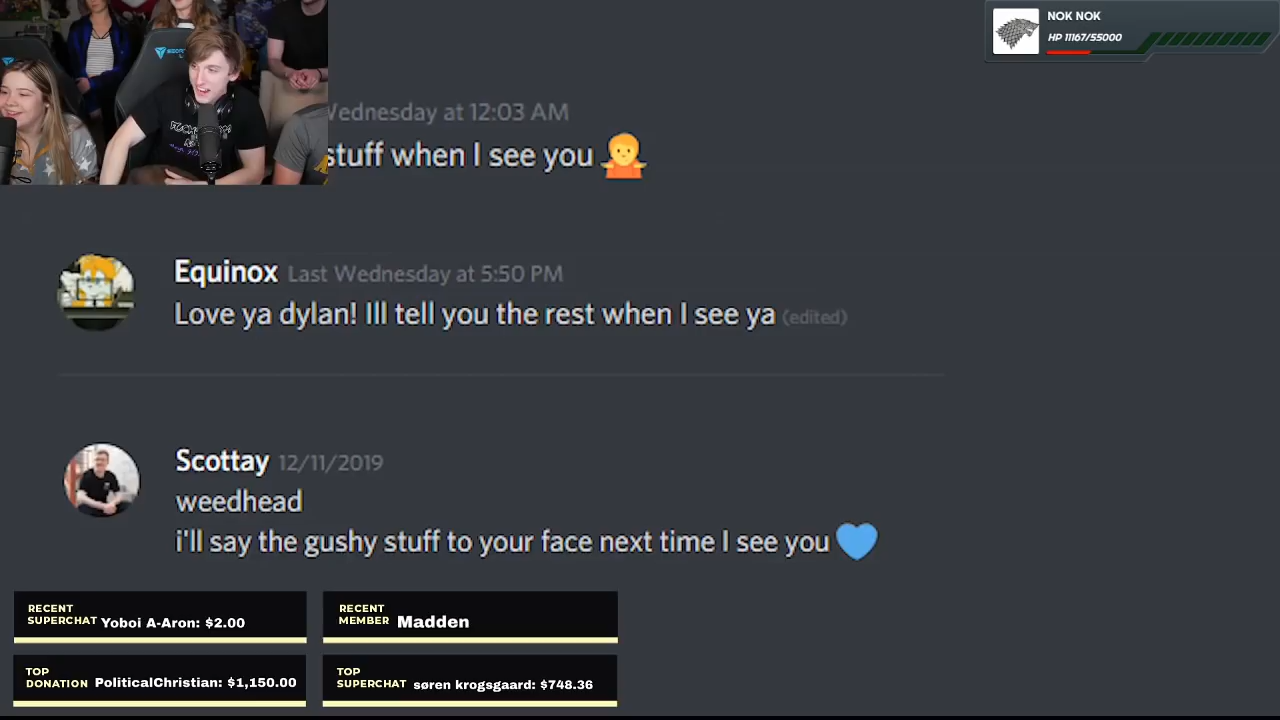 NOK NOK
HP 11167/55000
Wednesday at 12:03 AM
stuff when I see you
Equinox Last Wednesday at 5:50 PM
Love ya dylan! Ill tell you the rest when I see ya (edited)
Scottay 12/11/2019
weedhead
i'll say the gushy stuff to your face next time I see you
RECENT SUPERCHAT Yoboi A-Aron: $2.00
RECENT MEMBER Madden
TOP DONATION PoliticalChristian: $1,150.00
TOP SUPERCHAT søren krogsgaard: $748.36